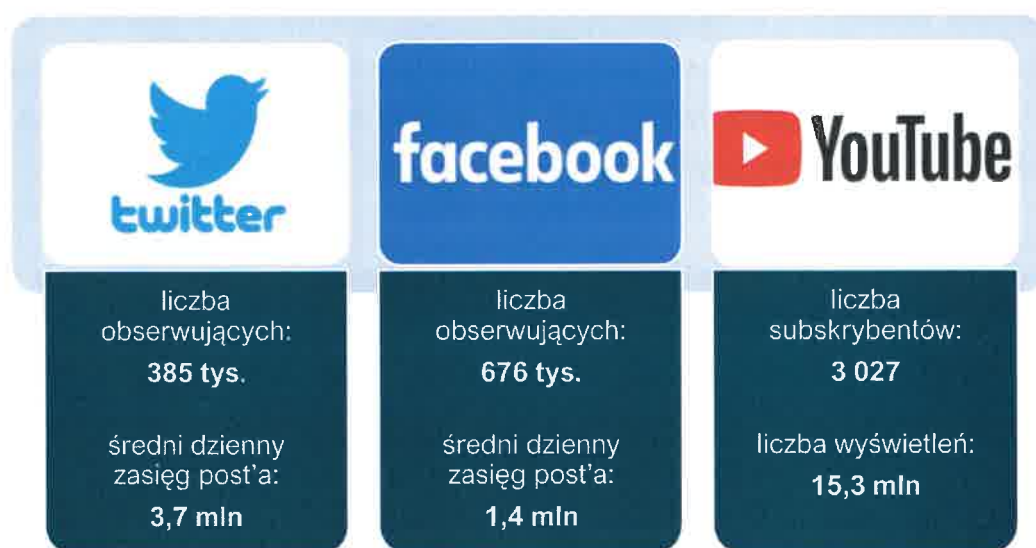 twitter
liczba
obserwujących:
385 tys.
średni dzienny
zasięg post'a:
3,7 mln
facebook
liczba
obserwujących:
676 tys.
średni dzienny
zasięg post'a:
1,4 mln
YouTube
liczba
subskrybentów:
3 027
liczba wyświetleń:
15,3 mln